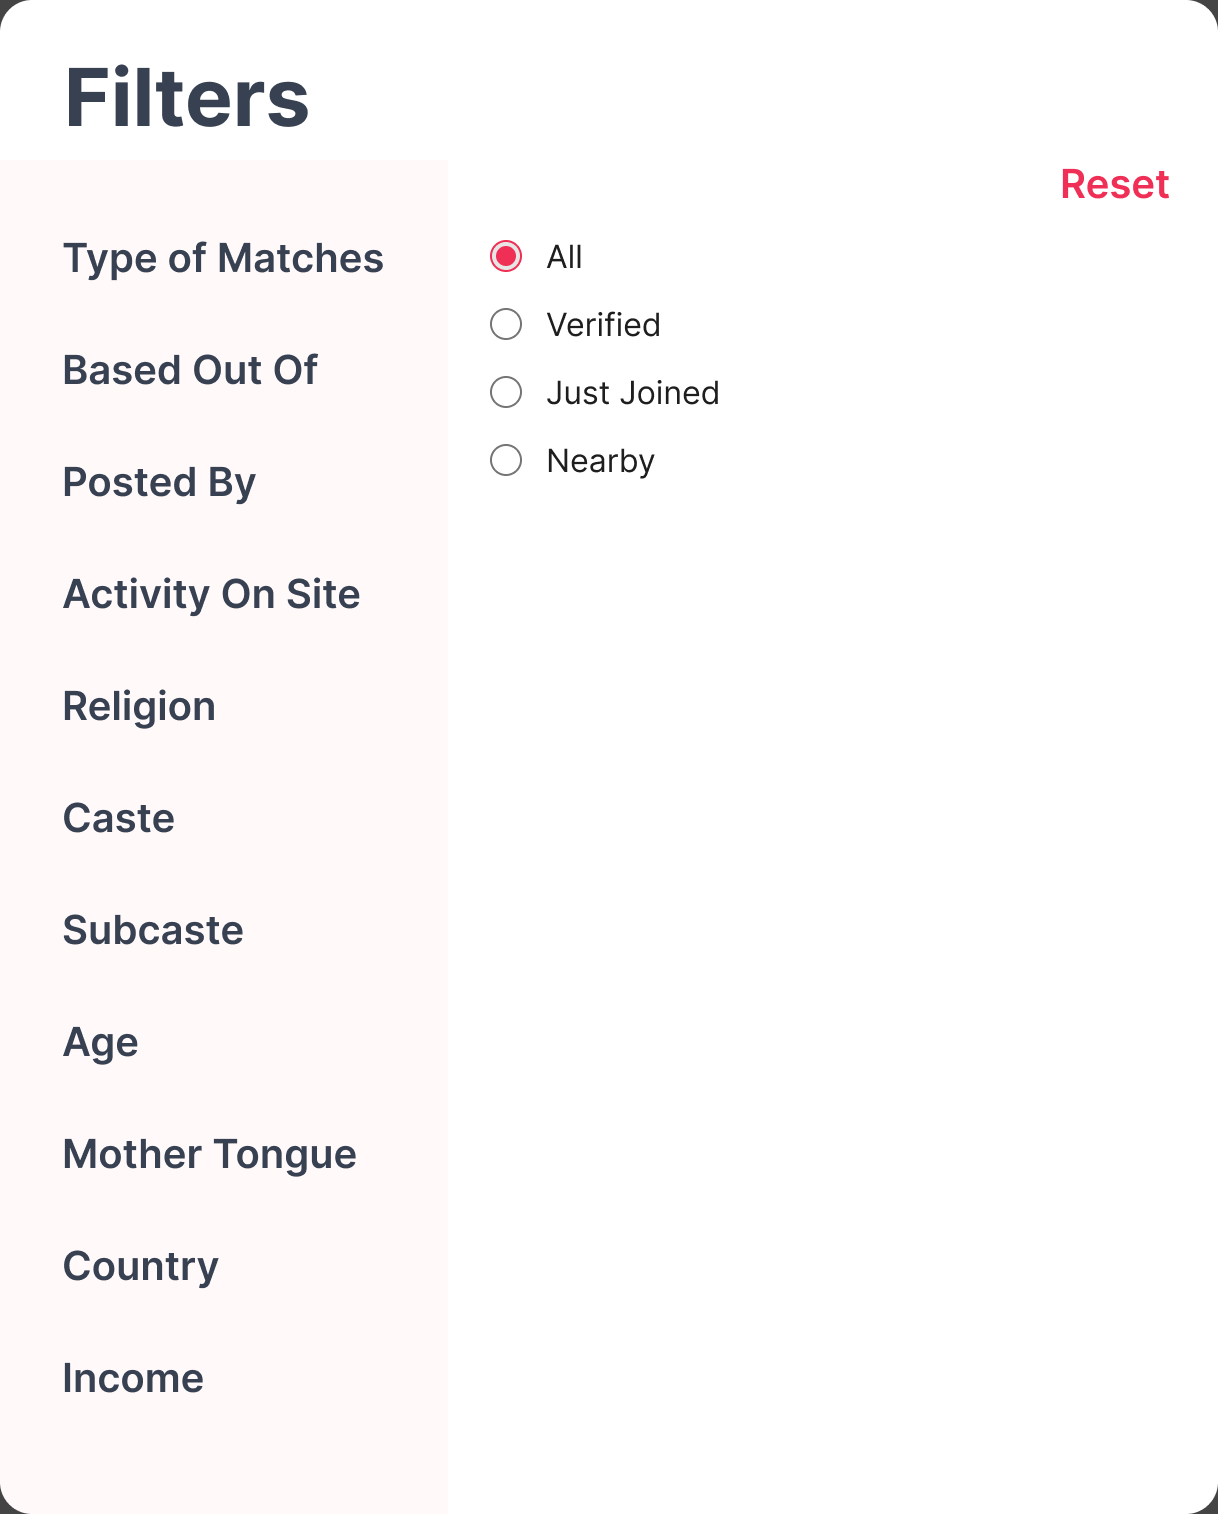 Filters
Reset
Type of Matches
Based Out Of
Posted By
Activity On Site
Religion
Caste
Subcaste
Age
Mother Tongue
Country
Income
All
Verified
Just Joined
Nearby